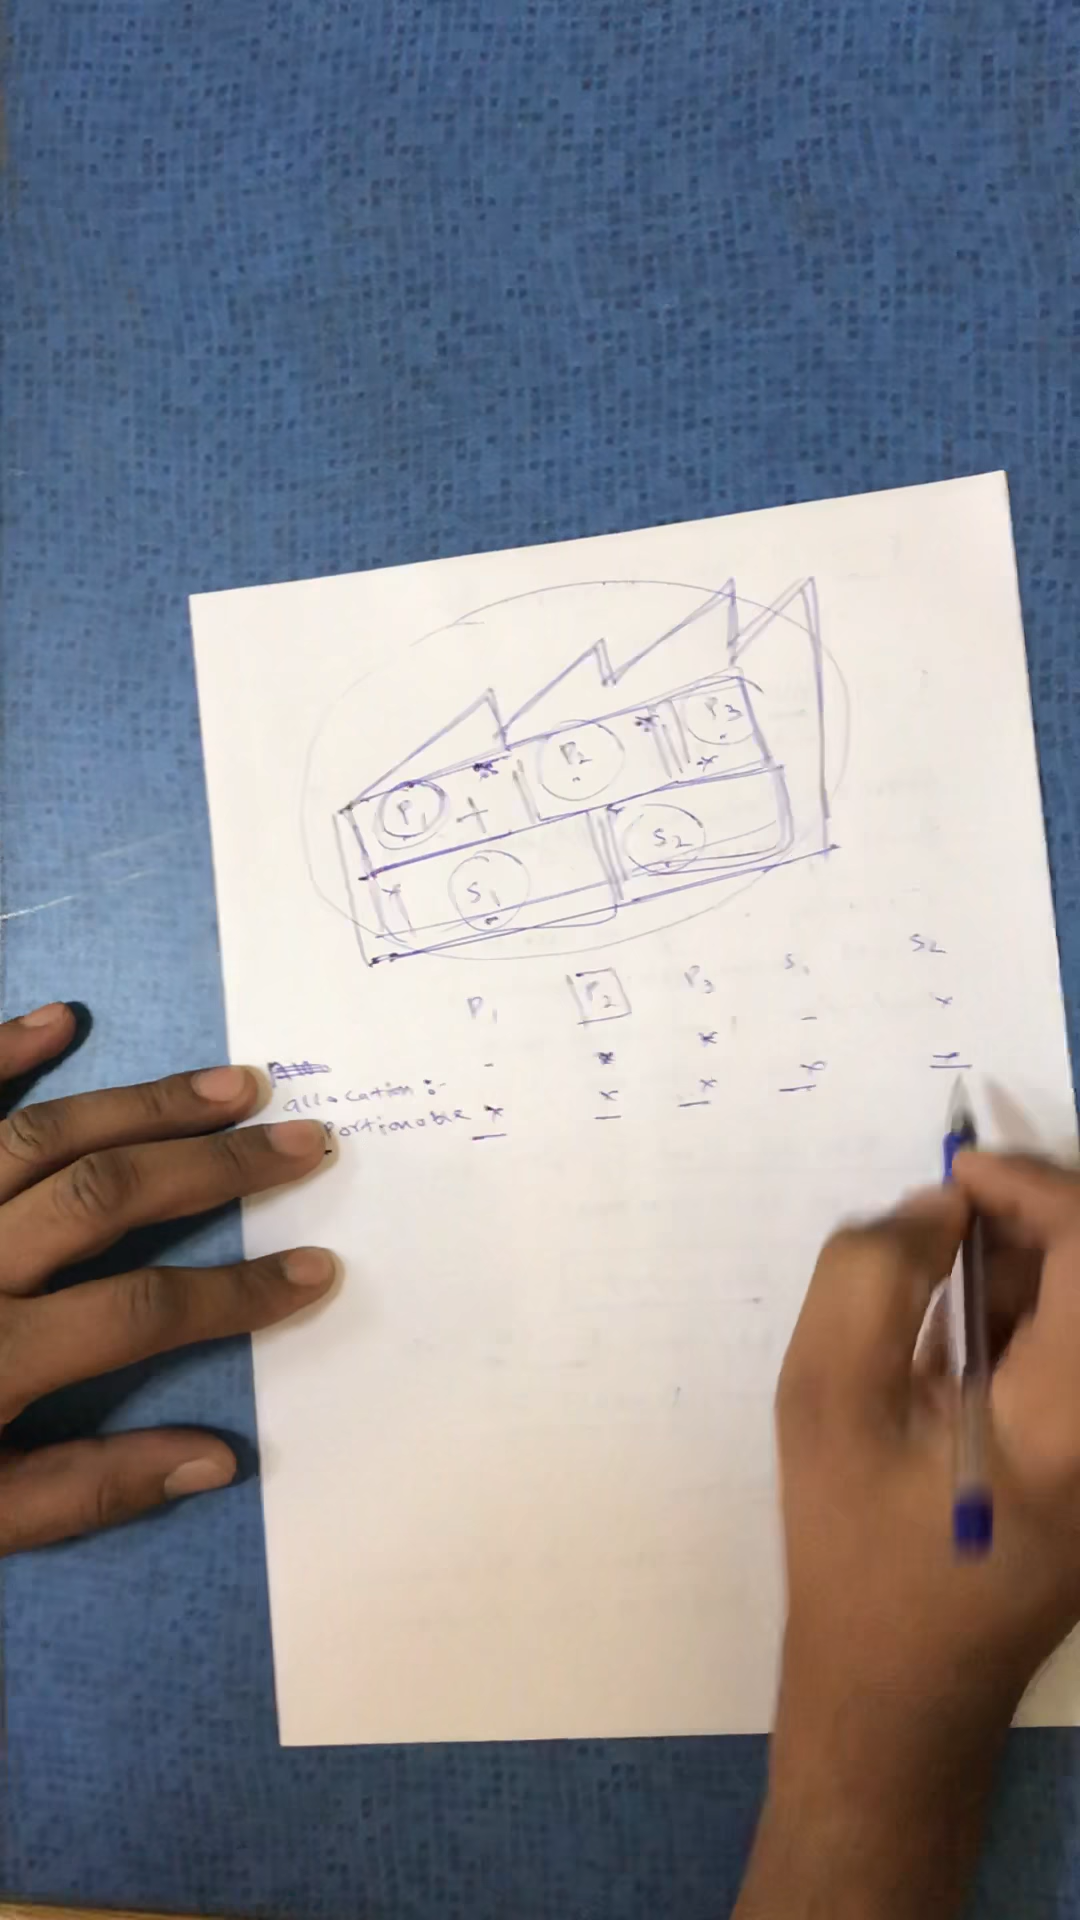 P1 P2 P3
S1 S2
P1 P2 P3 S1 S2
allocation :- - * * - x
Portionable x x x x x